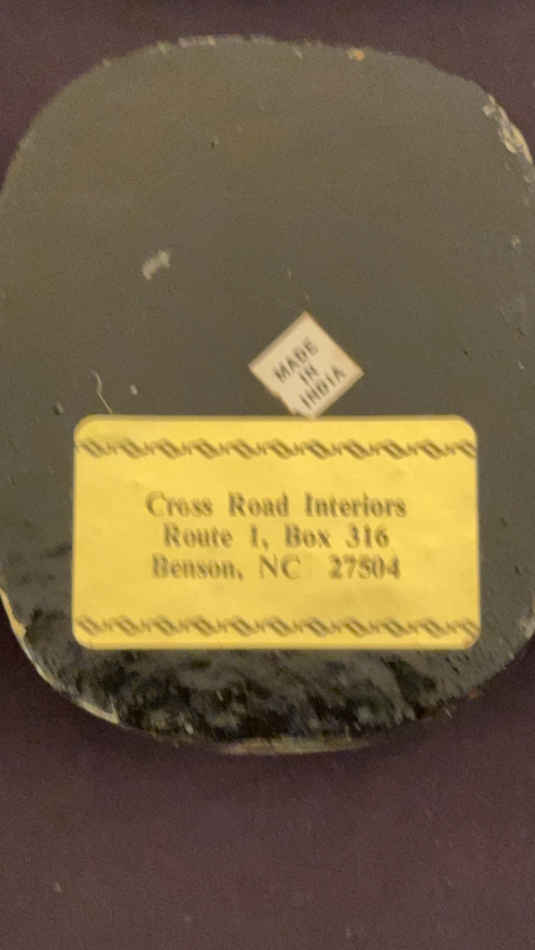 MADE
IN
INDIA
Cross Road Interiors
Route 1, Box 316
Benson, NC 27504